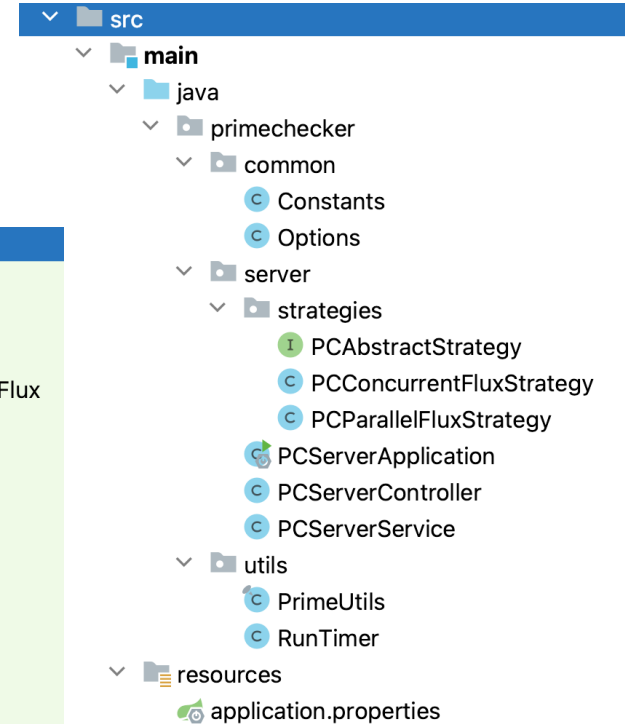 src
main
java
primechecker
common
C Constants
C Options
server
strategies
I PCAbstractStrategy
Flux
C PCConcurrentFluxStrategy
C PCParallelFluxStrategy
C PCServerApplication
C PCServerController
C PCServerService
utils
C PrimeUtils
C RunTimer
resources
application.properties